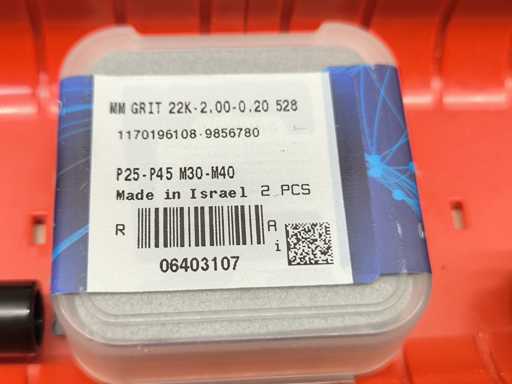 MM GRIT 22K-2.00-0.20 528
1170196108-9856780
P25-P45 M30-M40
Made in Israel 2 PCS
R
A
i
06403107